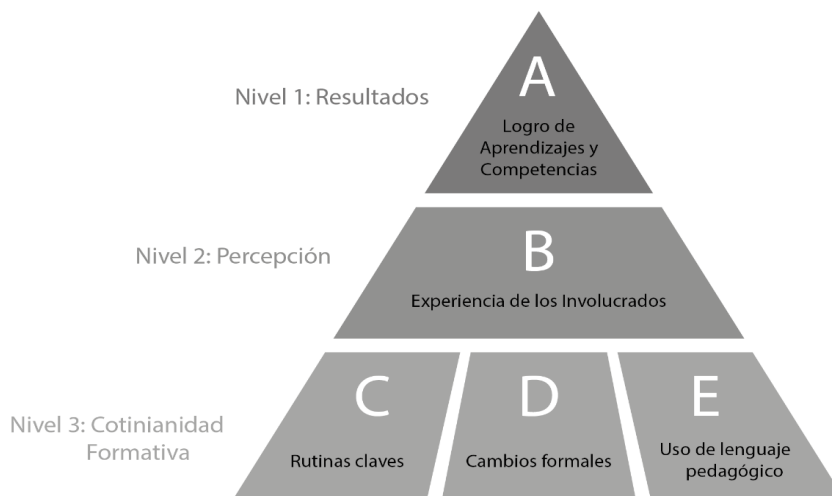 Nivel 1: Resultados
A
Logro de
Aprendizajes y
Competencias
Nivel 2: Percepción
B
Experiencia de los Involucrados
Nivel 3: Cotinianidad
Formativa
C
Rutinas claves
D
Cambios formales
E
Uso de lenguaje
pedagógico